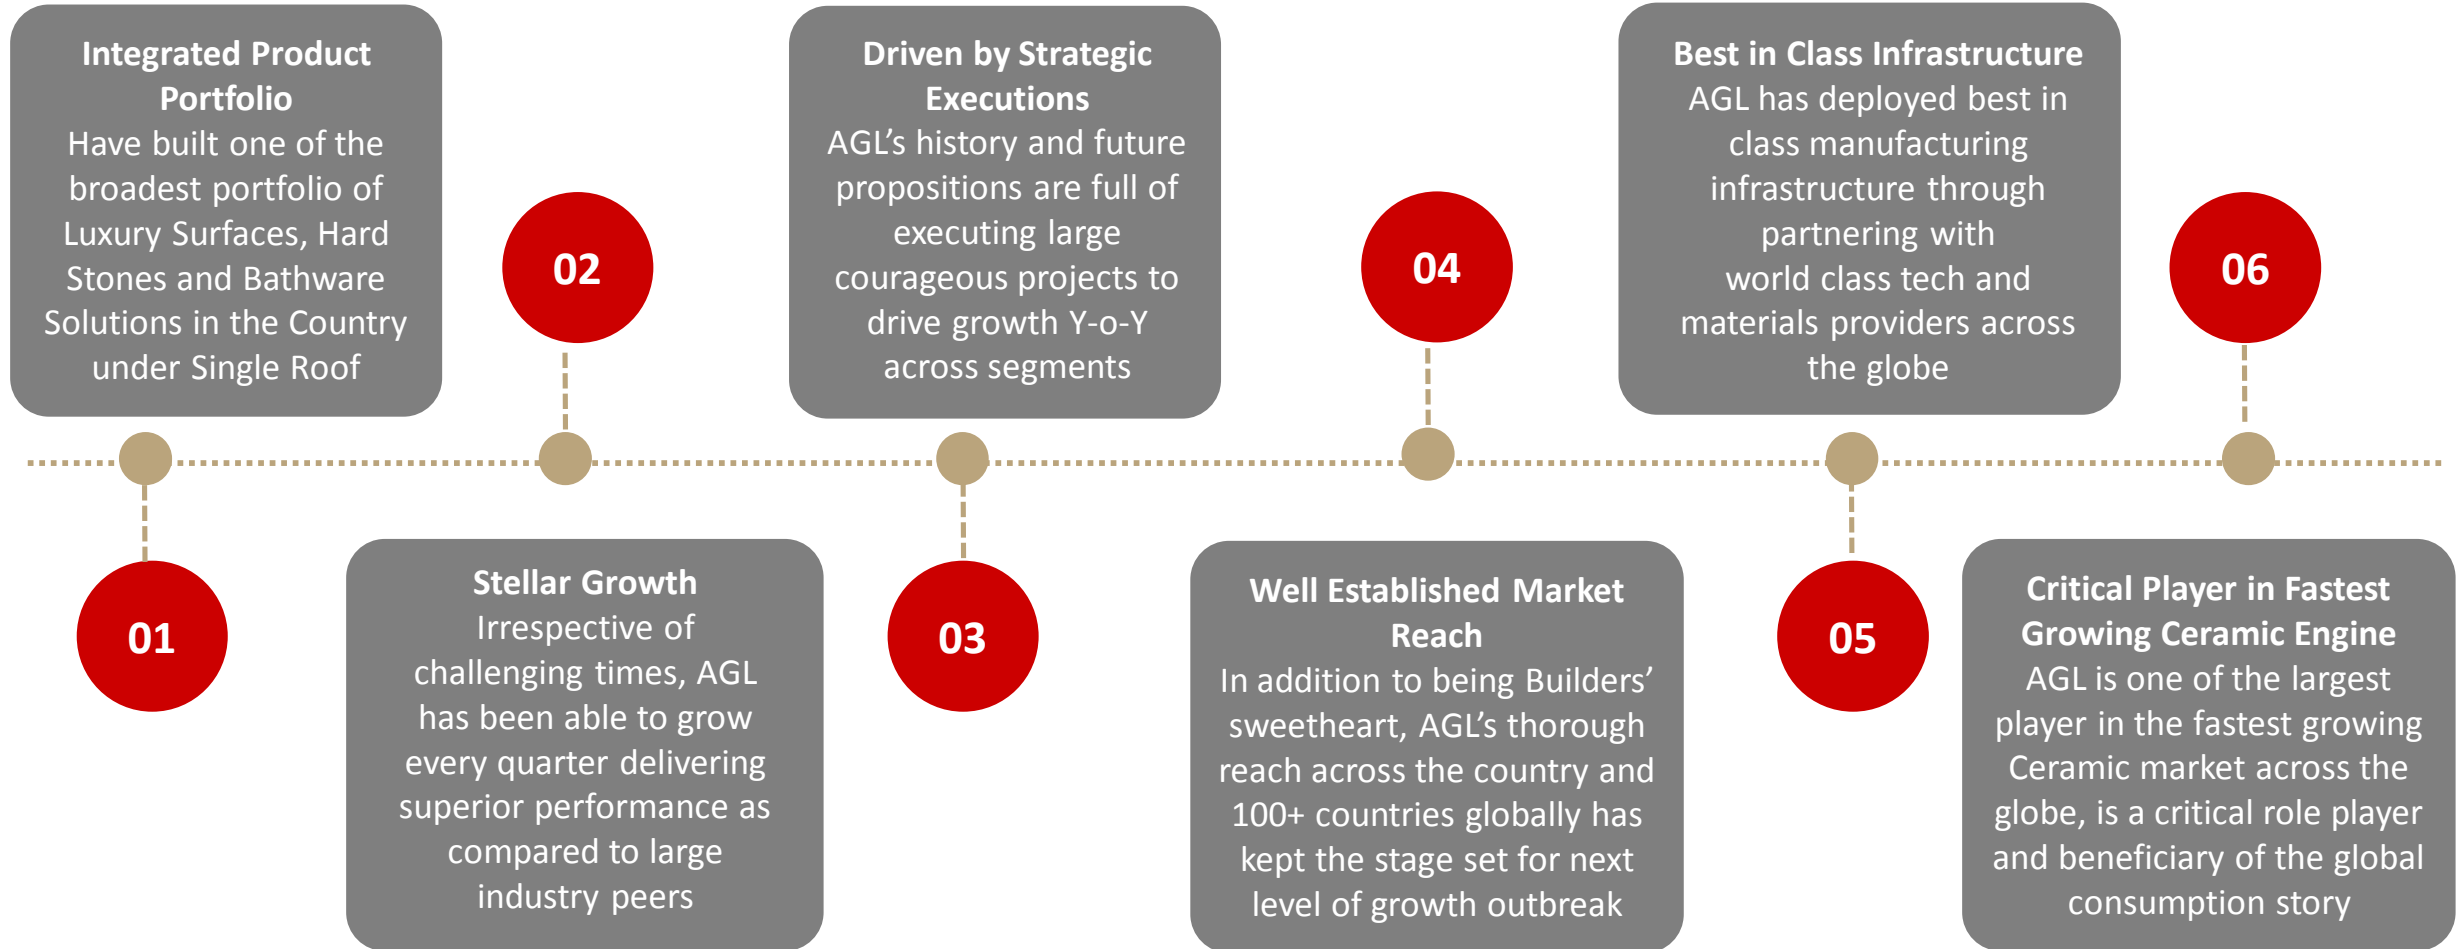 Integrated Product
Portfolio
Have built one of the
broadest portfolio of
Luxury Surfaces, Hard
Stones and Bathware
Solutions in the Country
under Single Roof
01
02
Stellar Growth
Irrespective of
challenging times, AGL
has been able to grow
every quarter delivering
superior performance as
compared to large
industry peers
Driven by Strategic
Executions
AGL’s history and future
propositions are full of
executing large
courageous projects to
drive growth Y-o-Y
across segments
03
04
Well Established Market
Reach
In addition to being Builders’
sweetheart, AGL’s thorough
reach across the country and
100+ countries globally has
kept the stage set for next
level of growth outbreak
Best in Class Infrastructure
AGL has deployed best in
class manufacturing
infrastructure through
partnering with
world class tech and
materials providers across
the globe
05
06
Critical Player in Fastest
Growing Ceramic Engine
AGL is one of the largest
player in the fastest growing
Ceramic market across the
globe, is a critical role player
and beneficiary of the global
consumption story